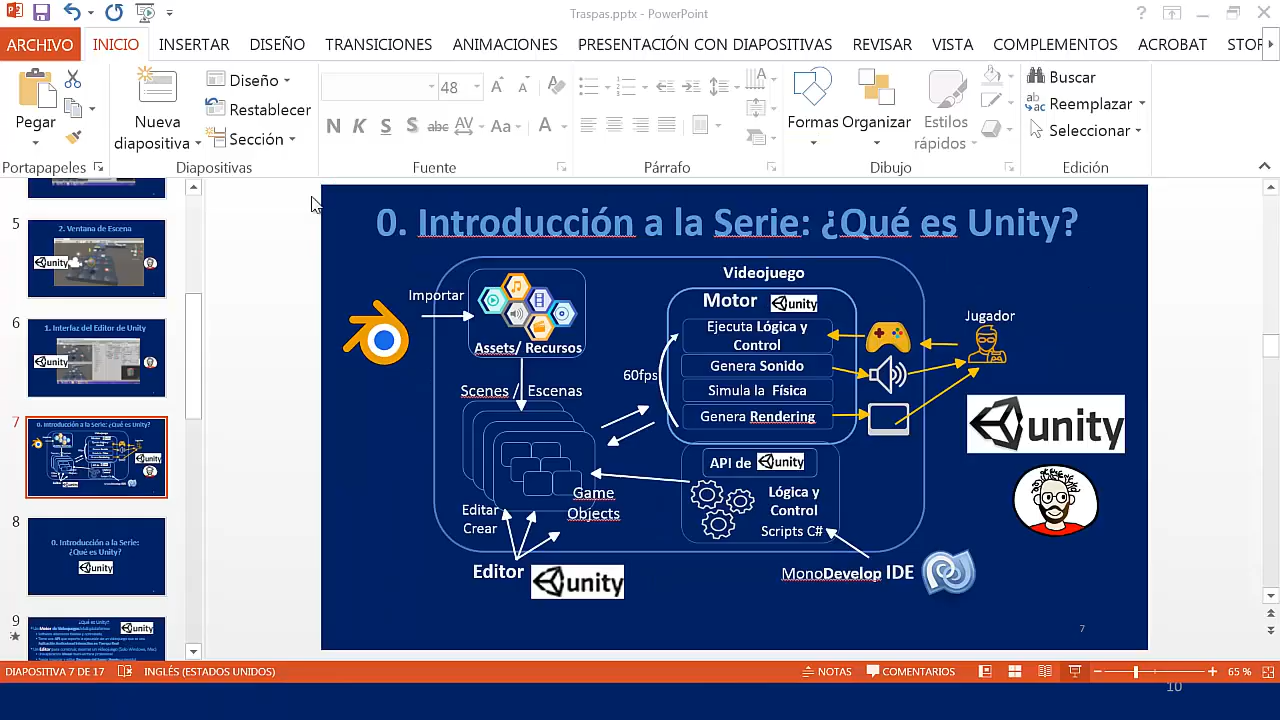 Traspas.pptx - PowerPoint
?
ARCHIVO INICIO INSERTAR DISEÑO TRANSICIONES ANIMACIONES PRESENTACIÓN CON DIAPOSITIVAS REVISAR VISTA COMPLEMENTOS ACROBAT STOF
Pegar
Nueva
diapositiva
Diseño
Restablecer
Sección
48
N K S S abc AV Aa A
Formas Organizar Estilos
rápidos
Buscar
Reemplazar
Seleccionar
Portapapeles Diapositivas Fuente Párrafo Dibujo Edición
5
2. Ventana de Escena
unity
6
1. Interfaz del Editor de Unity
unity
7
0. Introducción a la Serie: ¿Qué es Unity?
8
0. Introducción a la Serie:
¿Qué es Unity?
unity
9
¿Qué es Unity?
unity
0. Introducción a la Serie: ¿Qué es Unity?
Videojuego
Importar
Assets/ Recursos
Motor unity
Ejecuta Lógica y
Control
Genera Sonido
Simula la Física
Genera Rendering
60fps
Jugador
Scenes / Escenas
unity
API de unity
Game
Objects
Lógica y
Control
Scripts C#
Editar
Crear
Editor unity
MonoDevelop IDE
7
DIAPOSITIVA 7 DE 17 INGLÉS (ESTADOS UNIDOS) NOTAS COMENTARIOS 65 %
10